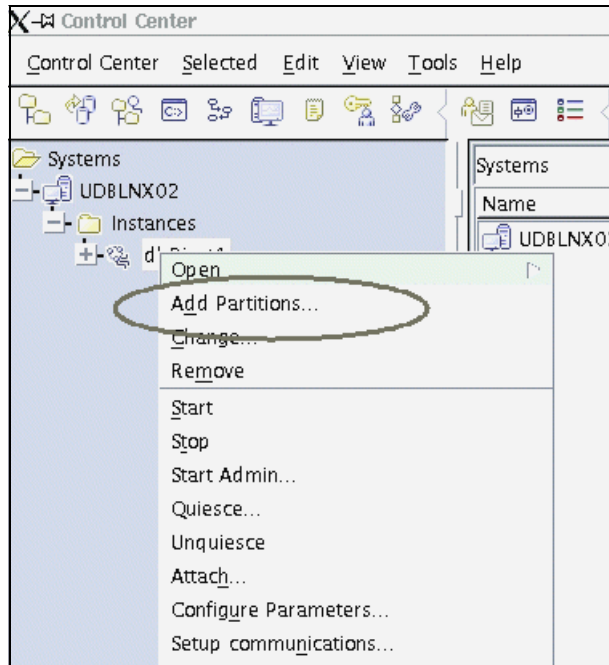 Control Center
Control Center Selected Edit View Tools Help
Systems
UDBLNX02
Instances
Systems
Name
UDBLNX02
Open
Add Partitions...
Change...
Remove
Start
Stop
Start Admin...
Quiesce...
Unquiesce
Attach...
Configure Parameters...
Setup communications...